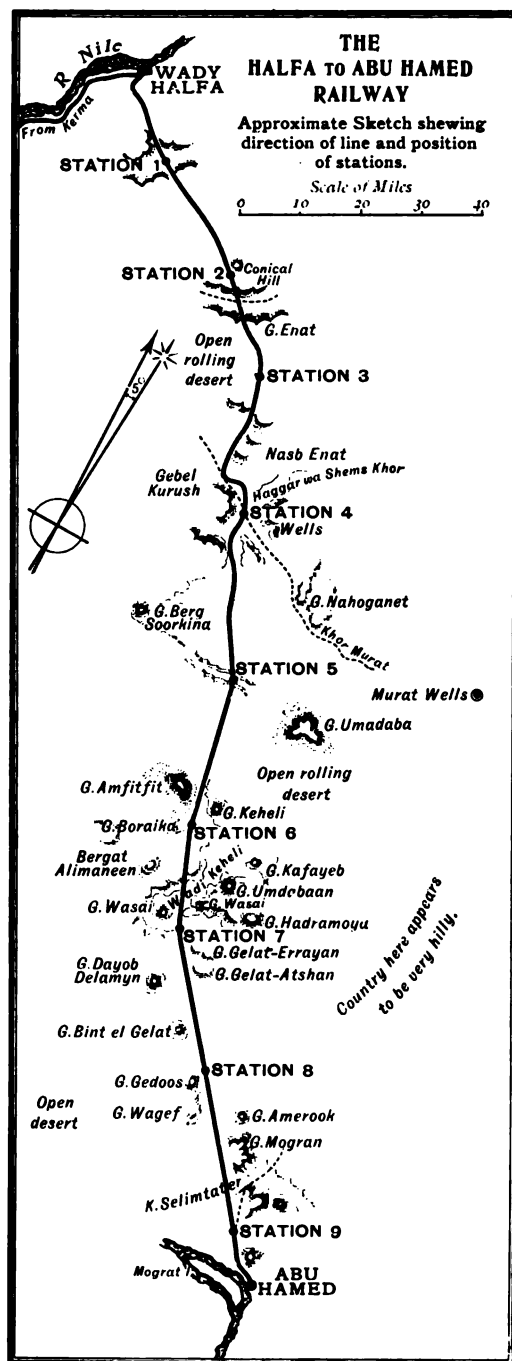 THE
HALFA TO ABU HAMED
RAILWAY
Approximate Sketch shewing
direction of line and position
of stations.
Scale of Miles
0 10 20 30 40
R. Nile
WADY
HALFA
From Kerma
STATION 1
STATION 2
Conical
Hill
G. Enat
Open
rolling
desert
STATION 3
Nasb Enat
Gebel
Kurush
Haggar wa Shems Khor
STATION 4
Wells
G. Nahoganet
G. Berg
Soorkina
Khor Murat
STATION 5
Murat Wells
G. Umadaba
Open rolling
desert
G. Amfitfit
G. Keheli
G. Boraika
STATION 6
Bergat
Alimaneen
Wadi Keheli
G. Kafayeb
G. Umdebaan
G. Wasai
G. Wasai
G. Hadramoyu
STATION 7
G. Gelat-Errayan
G. Gelat-Atshan
G. Dayob
Delamyn
Country here appears
to be very hilly.
G. Bint el Gelat
STATION 8
G. Gedoos
Open
desert
G. Wagef
G. Amerook
G. Mogran
K. Selimtater
STATION 9
Mograt I.
ABU
HAMED